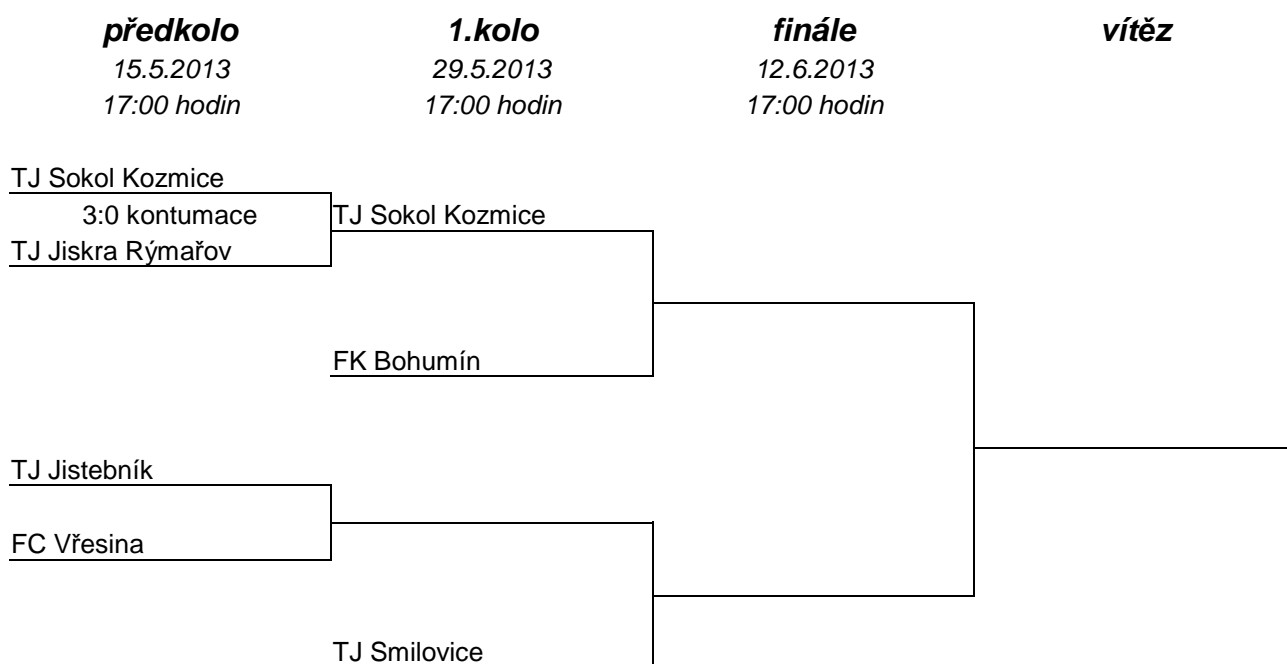 předkolo 1.kolo finále vítěz
15.5.2013 29.5.2013 12.6.2013
17:00 hodin 17:00 hodin 17:00 hodin
TJ Sokol Kozmice
3:0 kontumace TJ Sokol Kozmice
TJ Jiskra Rýmařov
FK Bohumín
TJ Jistebník
FC Vřesina
TJ Smilovice